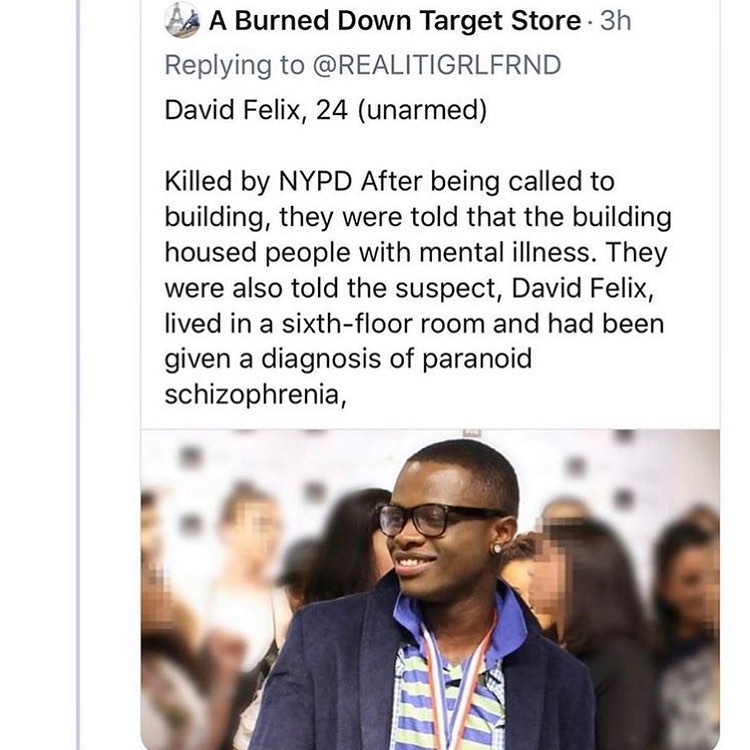 A Burned Down Target Store · 3h
Replying to @REALITIGRLFRND
David Felix, 24 (unarmed)
Killed by NYPD After being called to
building, they were told that the building
housed people with mental illness. They
were also told the suspect, David Felix,
lived in a sixth-floor room and had been
given a diagnosis of paranoid
schizophrenia,